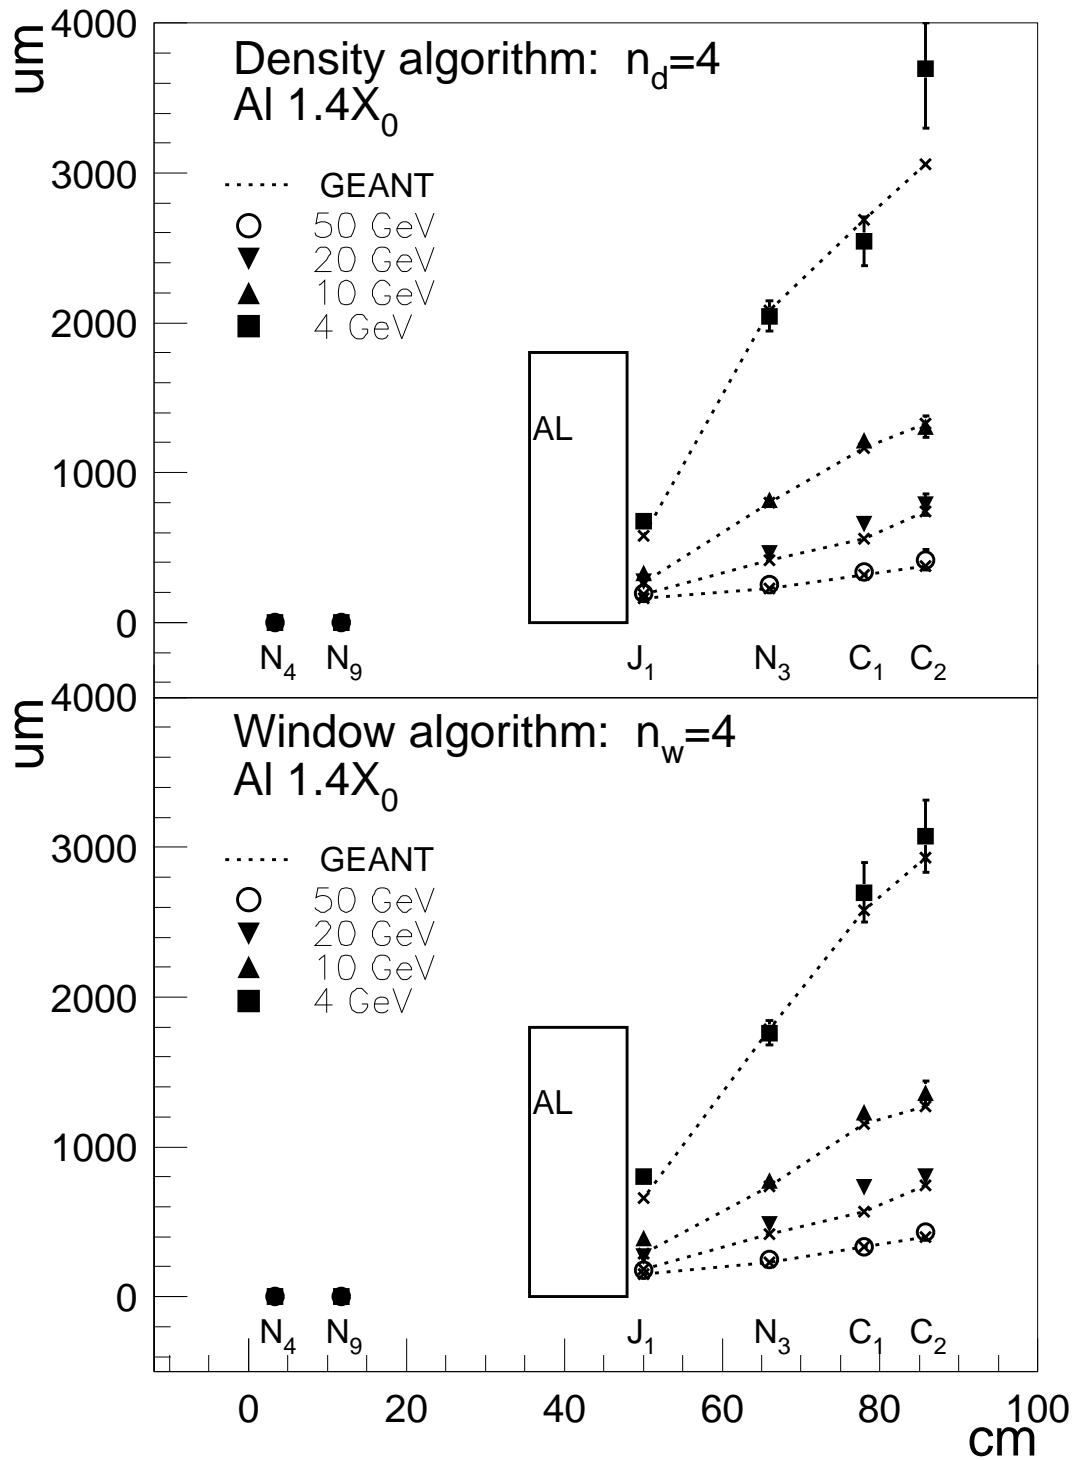 um
4000
Density algorithm: n_d=4
Al 1.4X_0
3000
GEANT
50 GeV
20 GeV
10 GeV
4 GeV
2000
AL
1000
0
N_4 N_9 J_1 N_3 C_1 C_2
um
4000
Window algorithm: n_w=4
Al 1.4X_0
3000
GEANT
50 GeV
20 GeV
10 GeV
4 GeV
2000
AL
1000
0
N_4 N_9 J_1 N_3 C_1 C_2
0 20 40 60 80 100
cm